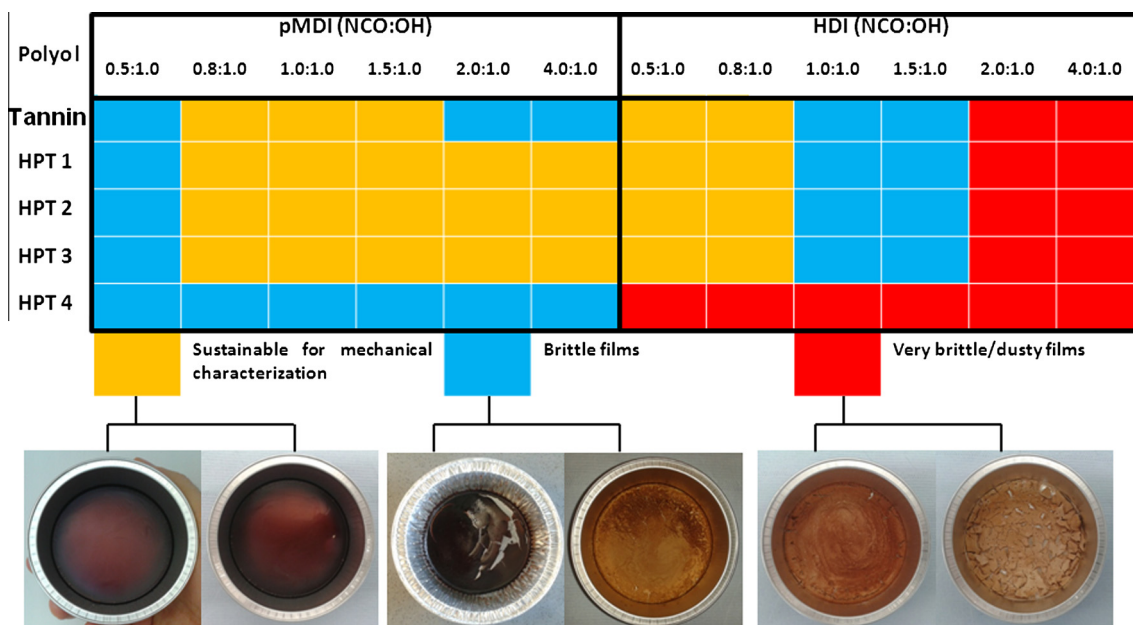 pMDI (NCO:OH) HDI (NCO:OH)
Polyol
0.5:1.0 0.8:1.0 1.0:1.0 1.5:1.0 2.0:1.0 4.0:1.0 0.5:1.0 0.8:1.0 1.0:1.0 1.5:1.0 2.0:1.0 4.0:1.0
Tannin
HPT 1
HPT 2
HPT 3
HPT 4
Sustainable for mechanical
characterization
Brittle films
Very brittle/dusty films